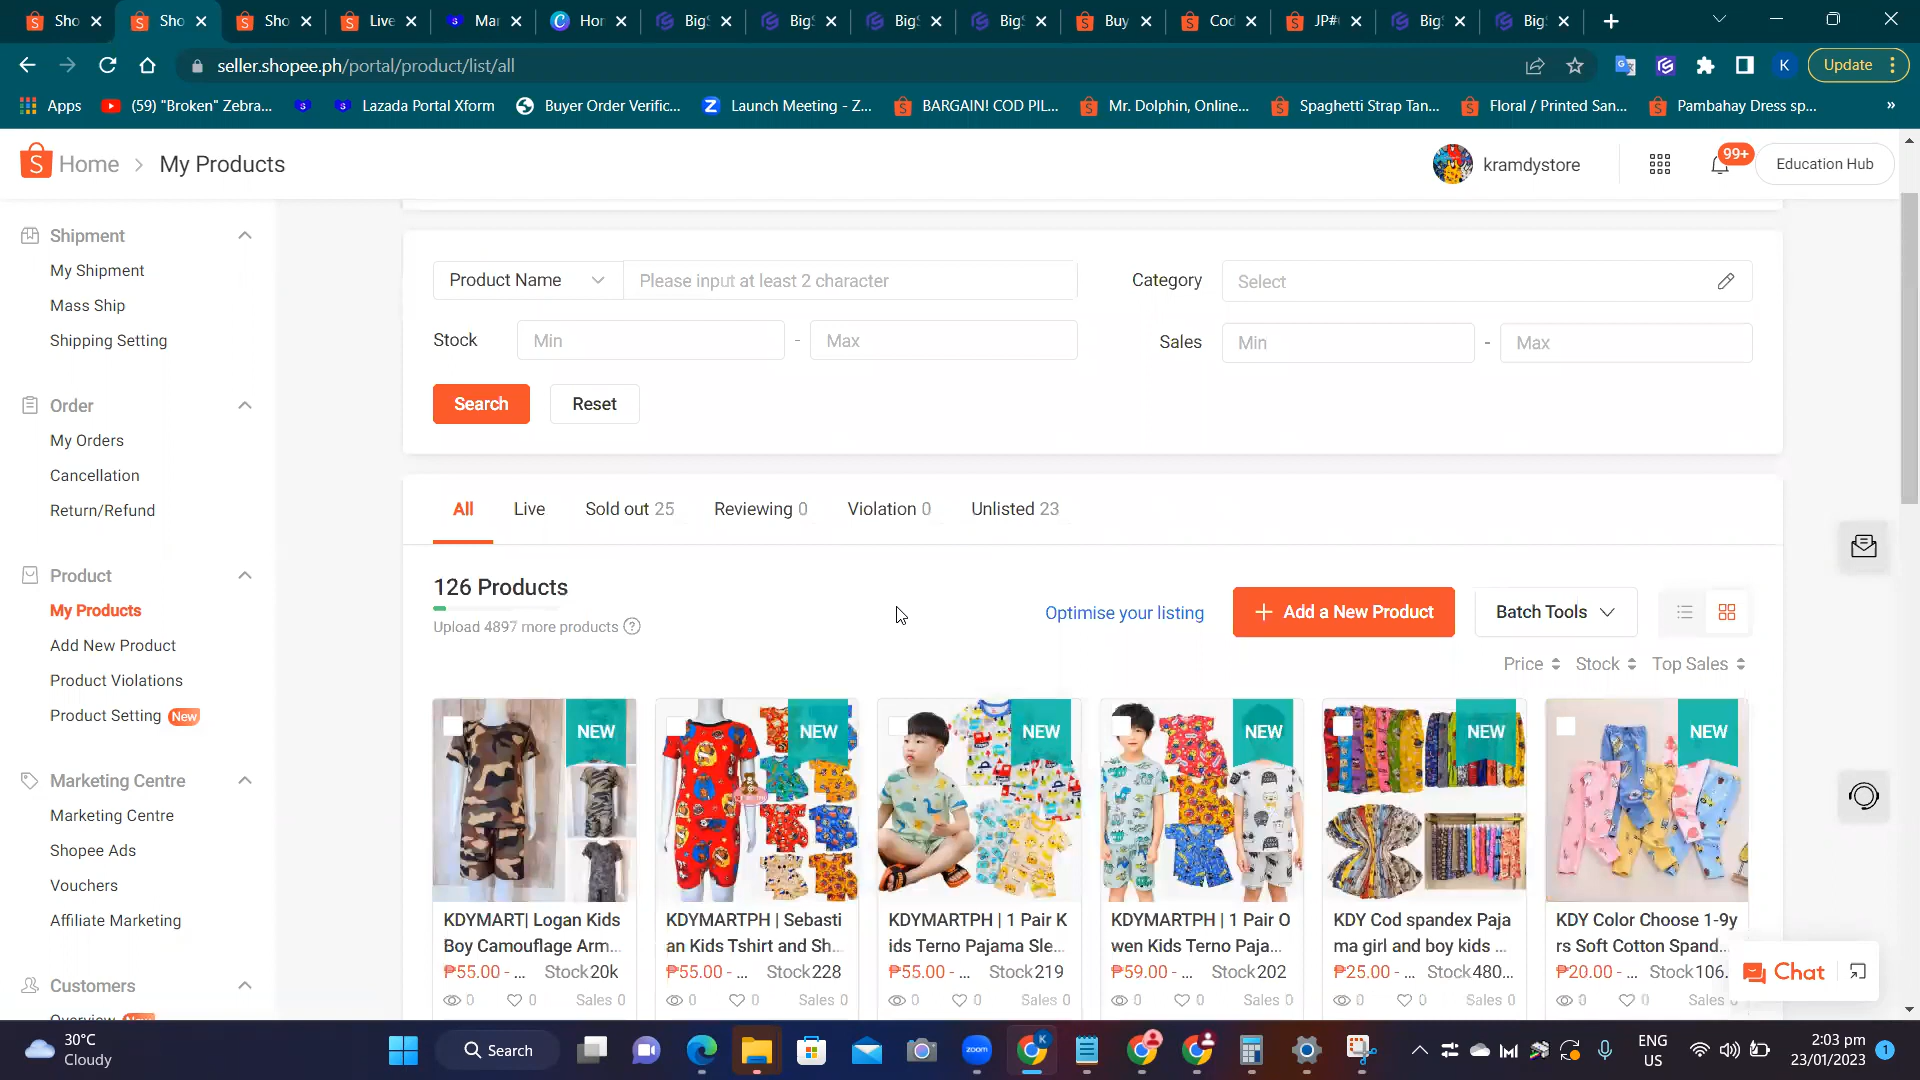 Sho
Sho
Sho
Live
Mar
Hor
BigS
BigS
BigS
BigS
Buy
Cod
JP#
BigS
BigS
seller.shopee.ph/portal/product/list/all
K
Update
Apps
(59) "Broken" Zebra...
Lazada Portal Xform
Buyer Order Verific...
Launch Meeting - Z...
BARGAIN! COD PIL...
Mr. Dolphin, Online...
Spaghetti Strap Tan...
Floral / Printed San...
Pambahay Dress sp...
»
Home > My Products
kramdystore
99+
Education Hub
Shipment
My Shipment
Mass Ship
Shipping Setting
Order
My Orders
Cancellation
Return/Refund
Product
My Products
Add New Product
Product Violations
Product Setting New
Marketing Centre
Marketing Centre
Shopee Ads
Vouchers
Affiliate Marketing
Customers
Overview New
Product Name
Please input at least 2 character
Category
Select
Stock
Min
-
Max
Sales
Min
-
Max
Search
Reset
All
Live
Sold out 25
Reviewing 0
Violation 0
Unlisted 23
126 Products
Upload 4897 more products ?
Optimise your listing
+ Add a New Product
Batch Tools
Price
Stock
Top Sales
NEW
KDYMART| Logan Kids
Boy Camouflage Arm...
₱55.00 - ...
Stock20k
0
0
Sales 0
NEW
KDYMARTPH | Sebasti
an Kids Tshirt and Sh...
₱55.00 - ...
Stock228
0
0
Sales 0
NEW
KDYMARTPH | 1 Pair K
ids Terno Pajama Sle...
₱55.00 - ...
Stock219
0
0
Sales 0
NEW
KDYMARTPH | 1 Pair O
wen Kids Terno Paja...
₱59.00 - ...
Stock202
0
0
Sales 0
NEW
KDY Cod spandex Paja
ma girl and boy kids ...
₱25.00 - ...
Stock480...
0
0
Sales 0
NEW
KDY Color Choose 1-9y
rs Soft Cotton Spand...
₱20.00 - ...
Stock106.
0
0
Sales
Chat
30°C
Cloudy
Search
zoom
K
ENG
US
2:03 pm
23/01/2023
1